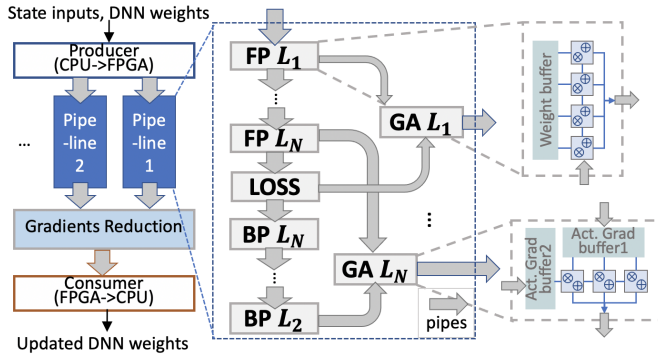 State inputs, DNN weights
Producer
(CPU->FPGA)
...
Pipe
-line
2
Pipe
-line
1
Gradients Reduction
Consumer
(FPGA->CPU)
Updated DNN weights
FP L1
...
FP LN
LOSS
BP LN
...
BP L2
GA L1
...
GA LN
pipes
Weight buffer
Act. Grad
buffer2
Act. Grad
buffer1